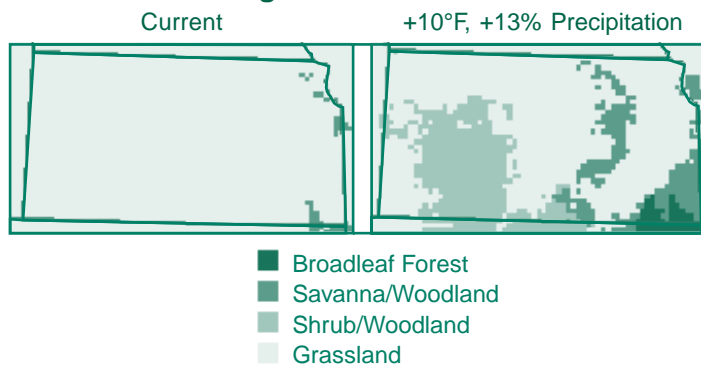 Current
+10°F, +13% Precipitation
Broadleaf Forest
Savanna/Woodland
Shrub/Woodland
Grassland